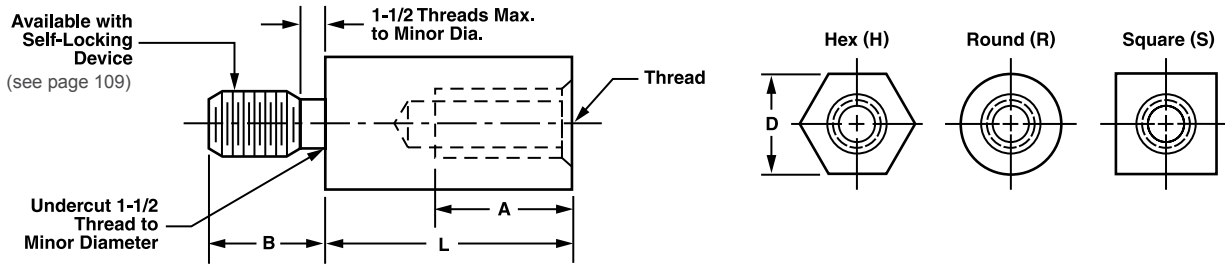 Available with
Self-Locking
Device
(see page 109)
1-1/2 Threads Max.
to Minor Dia.
Thread
Undercut 1-1/2
Thread to
Minor Diameter
B
L
A
Hex (H)
Round (R)
Square (S)
D